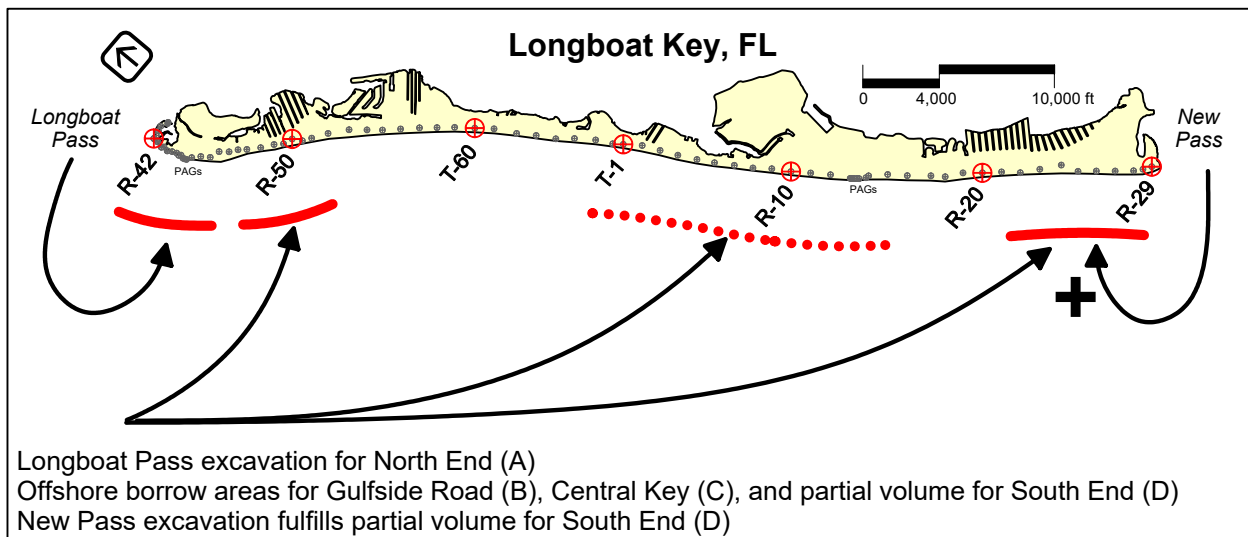 Longboat Key, FL
0 4,000 10,000 ft
Longboat
Pass
New
Pass
R-42
PAGs
R-50
T-60
T-1
R-10
PAGs
R-20
R-29
+
Longboat Pass excavation for North End (A)
Offshore borrow areas for Gulfside Road (B), Central Key (C), and partial volume for South End (D)
New Pass excavation fulfills partial volume for South End (D)